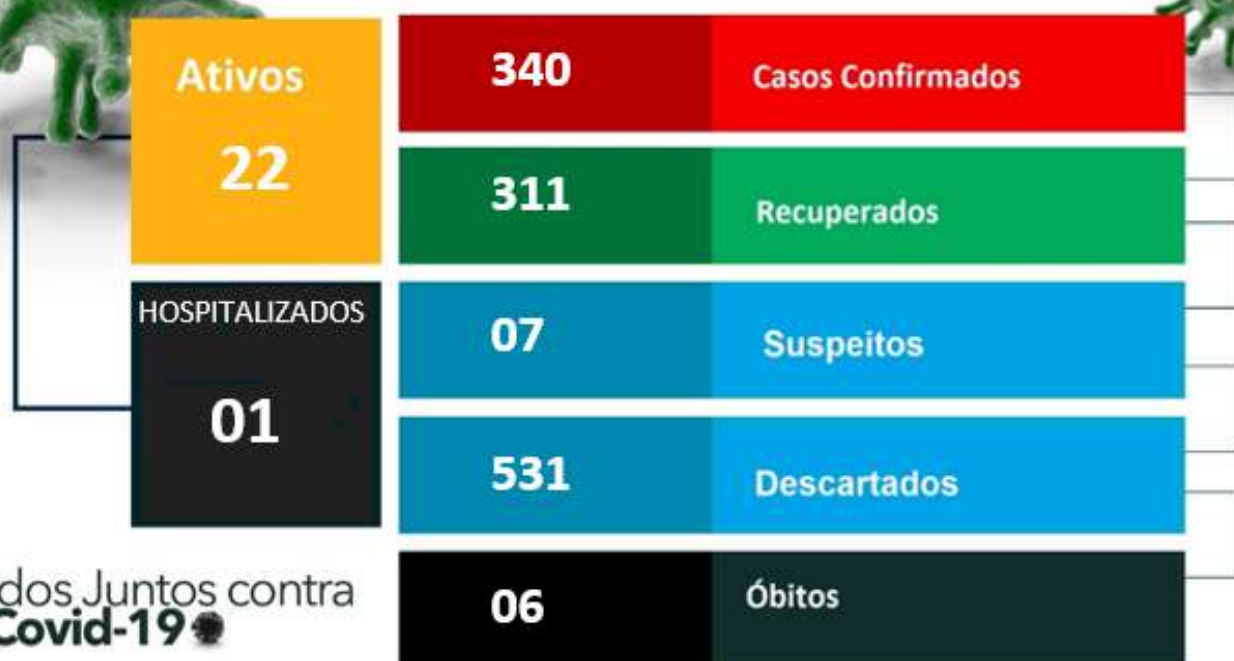 Ativos
22
HOSPITALIZADOS
01
340 Casos Confirmados
311 Recuperados
07 Suspeitos
531 Descartados
06 Óbitos
Juntos contra
Covid-19